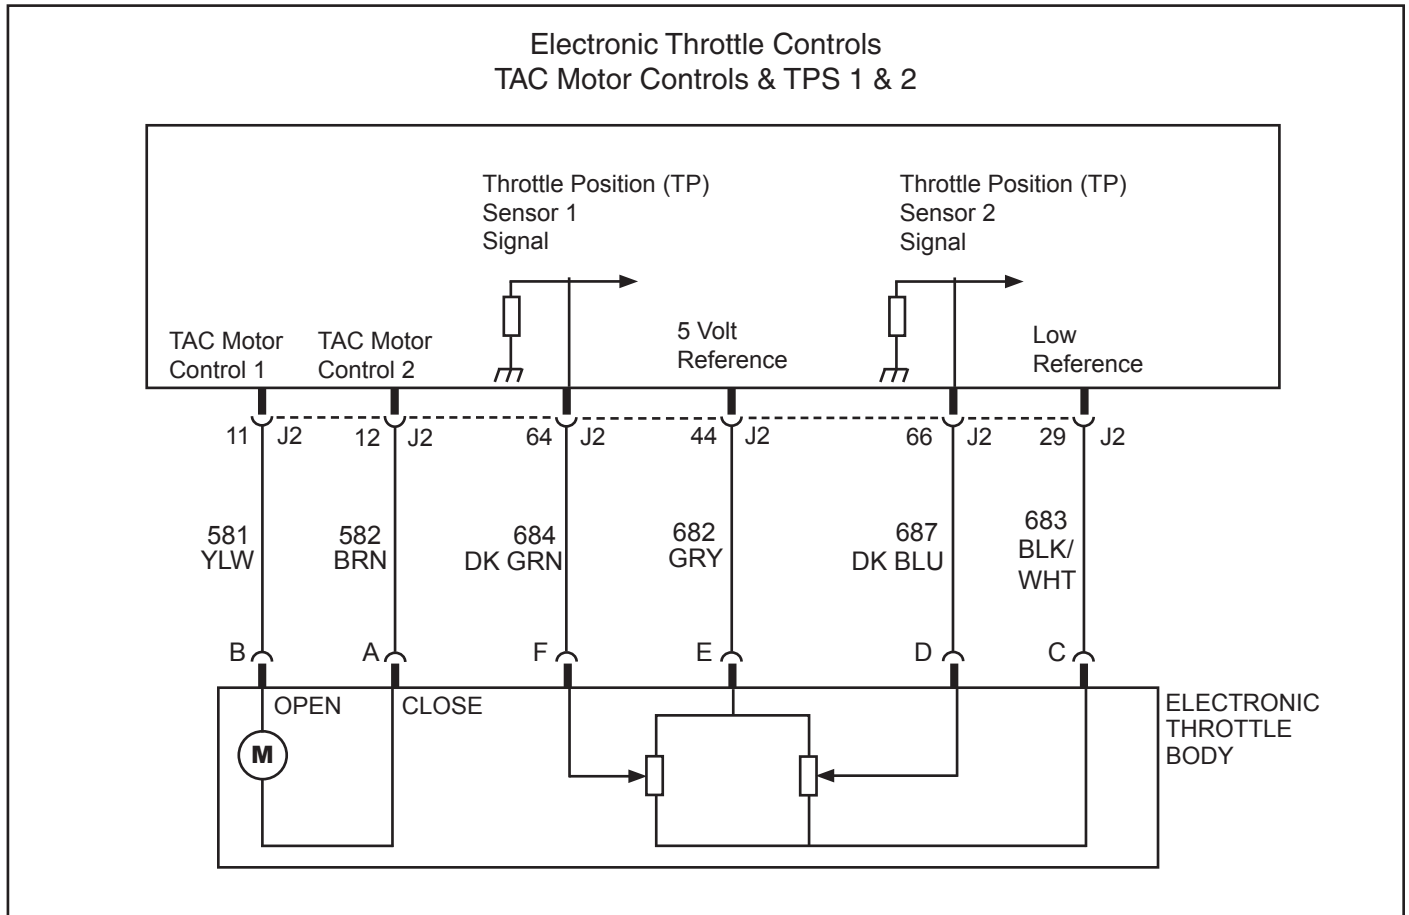 Electronic Throttle Controls
TAC Motor Controls & TPS 1 & 2
Throttle Position (TP)
Sensor 1
Signal
Throttle Position (TP)
Sensor 2
Signal
TAC Motor
Control 1
TAC Motor
Control 2
5 Volt
Reference
Low
Reference
11 J2
12 J2
64 J2
44 J2
66 J2
29 J2
581
YLW
582
BRN
684
DK GRN
682
GRY
687
DK BLU
683
BLK/
WHT
B
A
F
E
D
C
OPEN
CLOSE
M
ELECTRONIC
THROTTLE
BODY